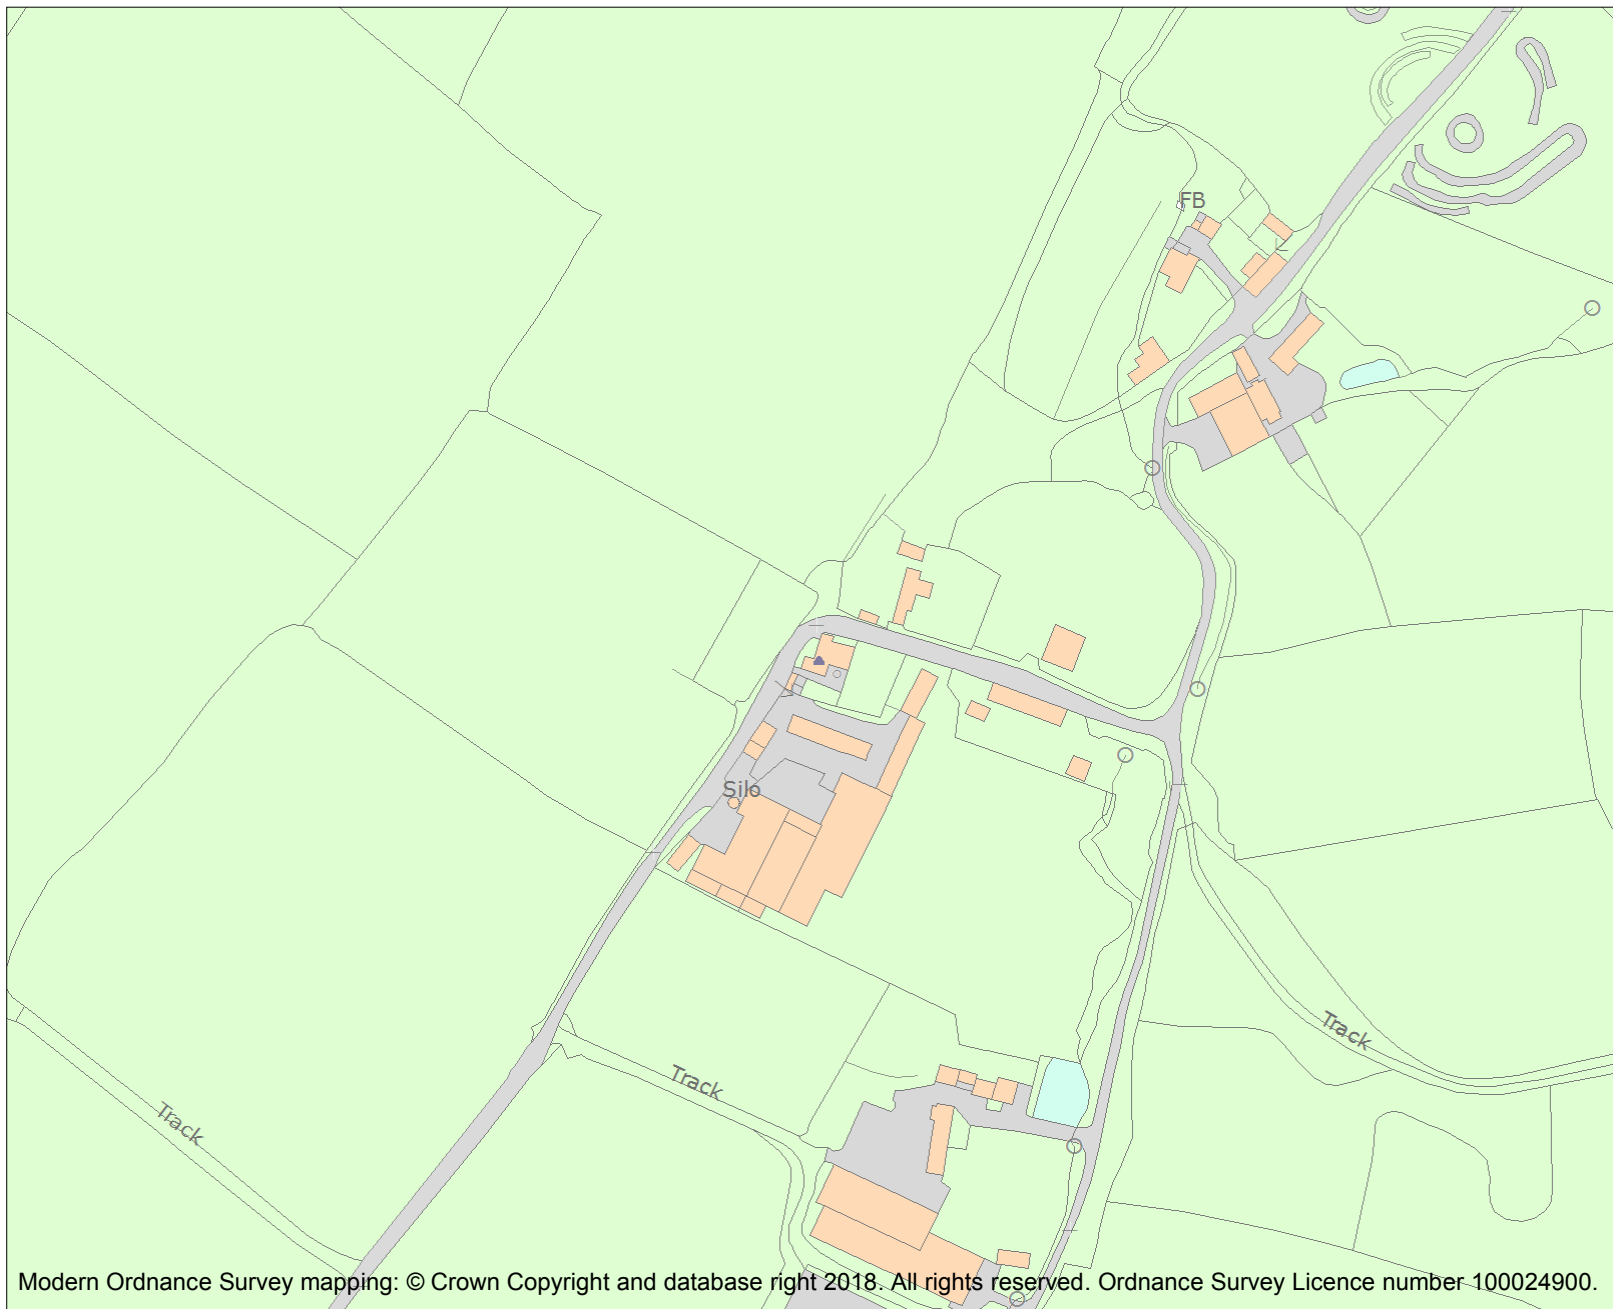 FB
Silo
Track
Track
Track
Modern Ordnance Survey mapping: © Crown Copyright and database right 2018. All rights reserved. Ordnance Survey Licence number 100024900.